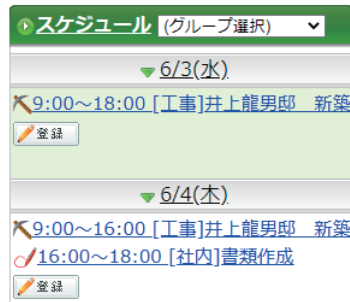 スケジュール (グループ選択)
6/3(水)
9:00～18:00 [工事]井上龍男邸　新築
登録
6/4(木)
9:00～16:00 [工事]井上龍男邸　新築
16:00～18:00 [社内]書類作成
登録